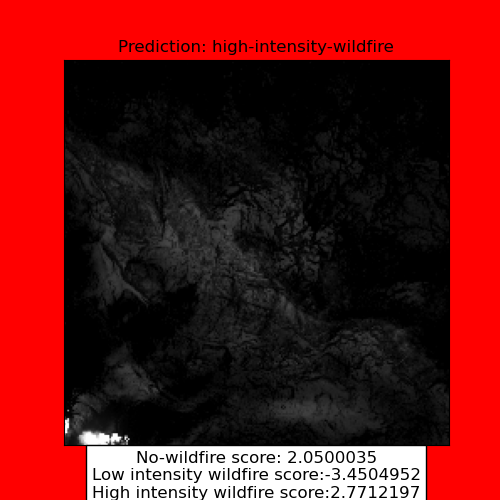 Prediction: high-intensity-wildfire
No-wildfire score: 2.0500035
Low intensity wildfire score:-3.4504952
High intensity wildfire score:2.7712197